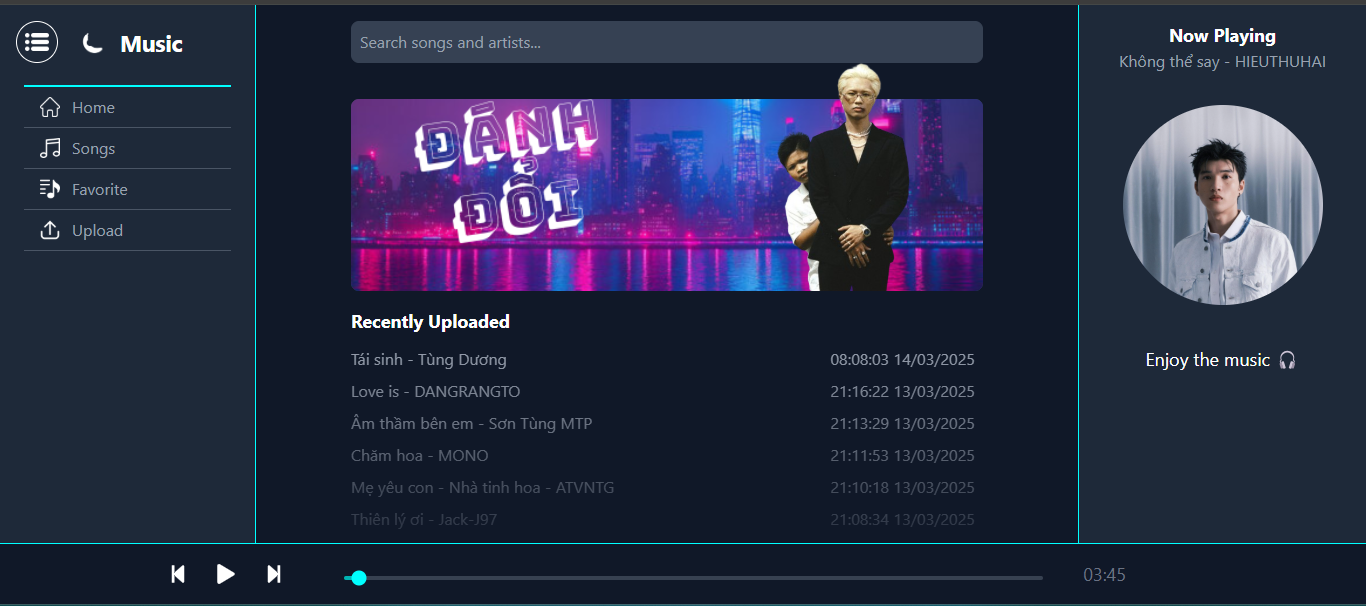 Music
Home
Songs
Favorite
Upload
Search songs and artists...
ĐÁNH
ĐỔI
Recently Uploaded
Tái sinh - Tùng Dương 08:08:03 14/03/2025
Love is - DANGRANGTO 21:16:22 13/03/2025
Âm thầm bên em - Sơn Tùng MTP 21:13:29 13/03/2025
Chăm hoa - MONO 21:11:53 13/03/2025
Mẹ yêu con - Nhà tinh hoa - ATVNTG 21:10:18 13/03/2025
Thiên lý ơi - Jack-J97 21:08:34 13/03/2025
Now Playing
Không thể say - HIEUTHUHAI
Enjoy the music 🎧
03:45